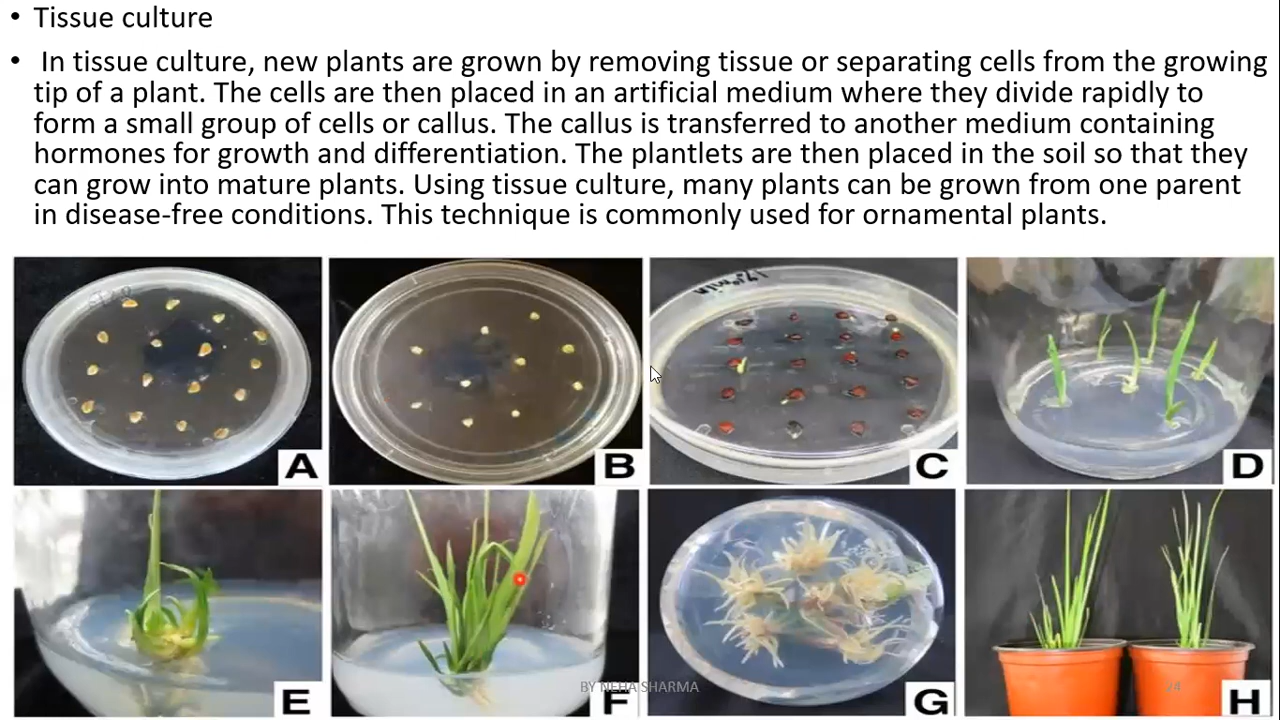 • Tissue culture
• In tissue culture, new plants are grown by removing tissue or separating cells from the growing
tip of a plant. The cells are then placed in an artificial medium where they divide rapidly to
form a small group of cells or callus. The callus is transferred to another medium containing
hormones for growth and differentiation. The plantlets are then placed in the soil so that they
can grow into mature plants. Using tissue culture, many plants can be grown from one parent
in disease-free conditions. This technique is commonly used for ornamental plants.
A
B
C
D
E
F
G
H
BY NEHA SHARMA
24